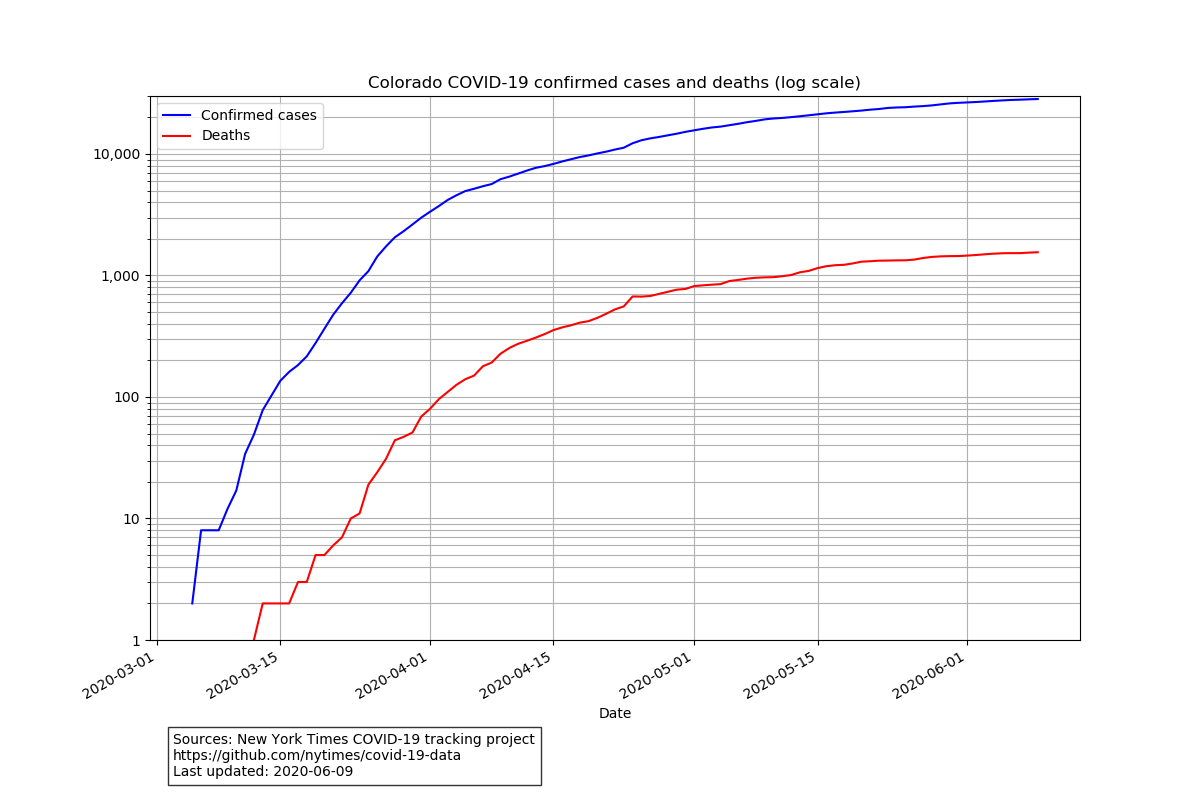 Colorado COVID-19 confirmed cases and deaths (log scale)
Confirmed cases
Deaths
10,000
1,000
100
10
1
2020-03-01
2020-03-15
2020-04-01
2020-04-15
2020-05-01
2020-05-15
2020-06-01
Date
Sources: New York Times COVID-19 tracking project
https://github.com/nytimes/covid-19-data
Last updated: 2020-06-09